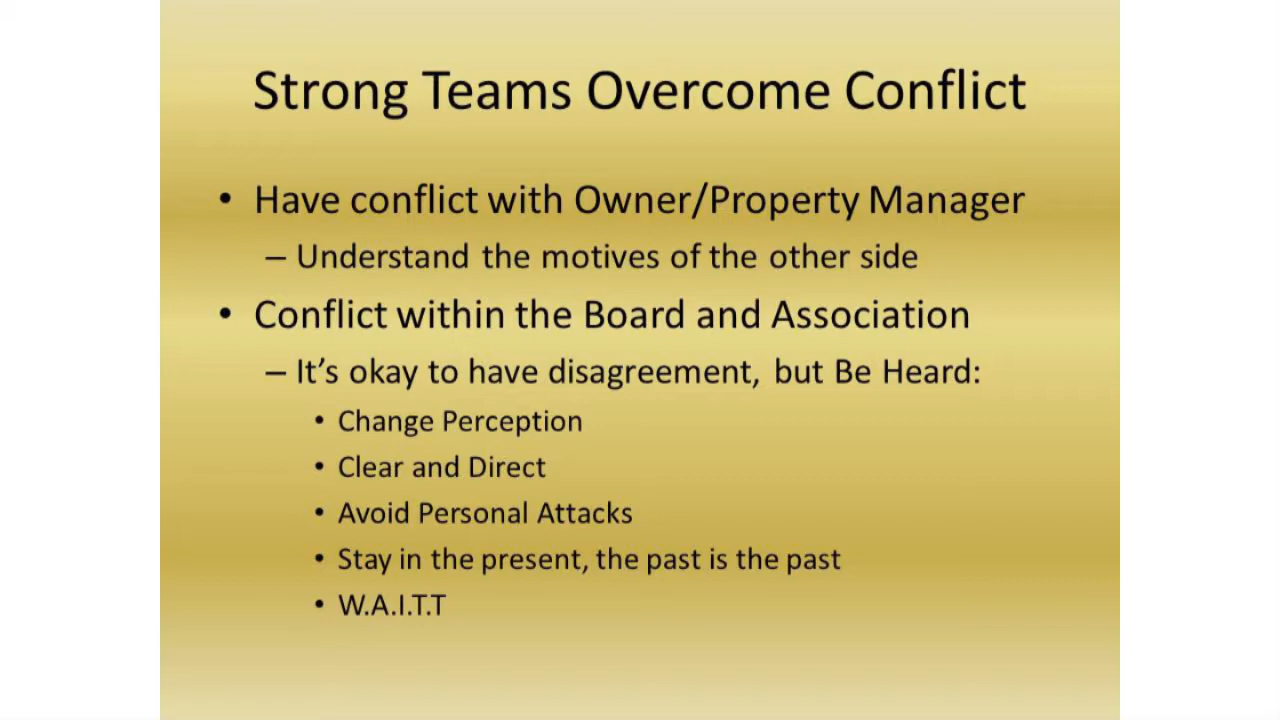 Strong Teams Overcome Conflict
• Have conflict with Owner/Property Manager
– Understand the motives of the other side
• Conflict within the Board and Association
– It's okay to have disagreement, but Be Heard:
• Change Perception
• Clear and Direct
• Avoid Personal Attacks
• Stay in the present, the past is the past
• W.A.I.T.T